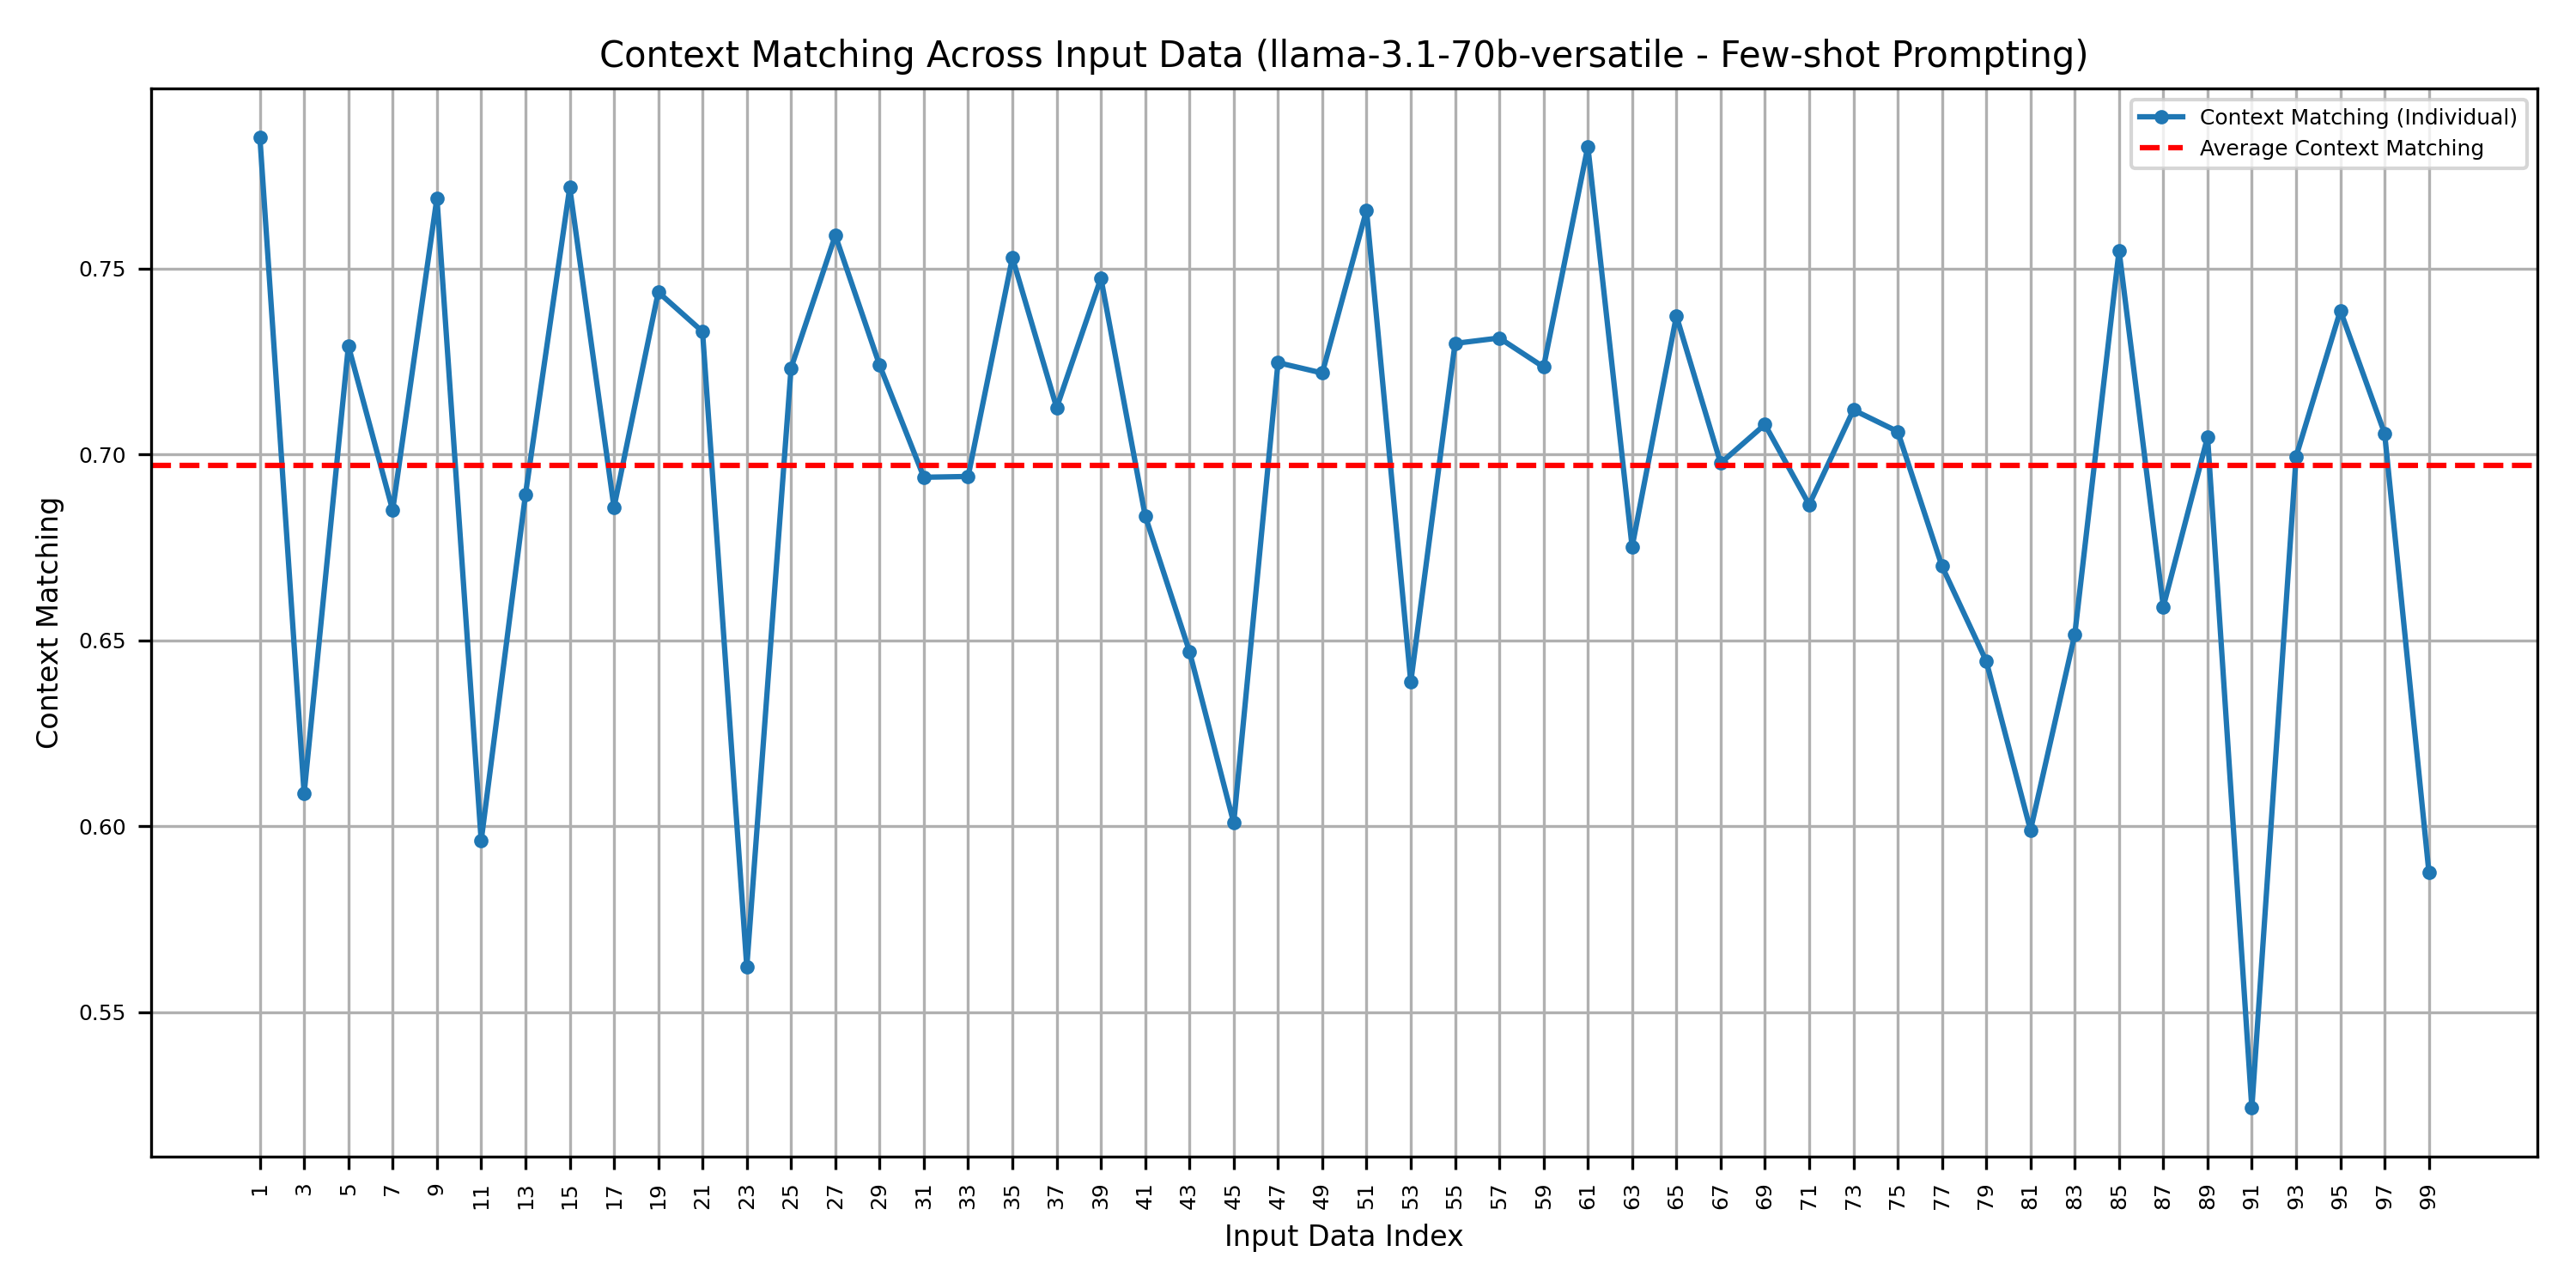 Context Matching Across Input Data (llama-3.1-70b-versatile - Few-shot Prompting)
Context Matching (Individual)
Average Context Matching
Context Matching
0.75
0.70
0.65
0.60
0.55
1 3 5 7 9 11 13 15 17 19 21 23 25 27 29 31 33 35 37 39 41 43 45 47 49 51 53 55 57 59 61 63 65 67 69 71 73 75 77 79 81 83 85 87 89 91 93 95 97 99
Input Data Index